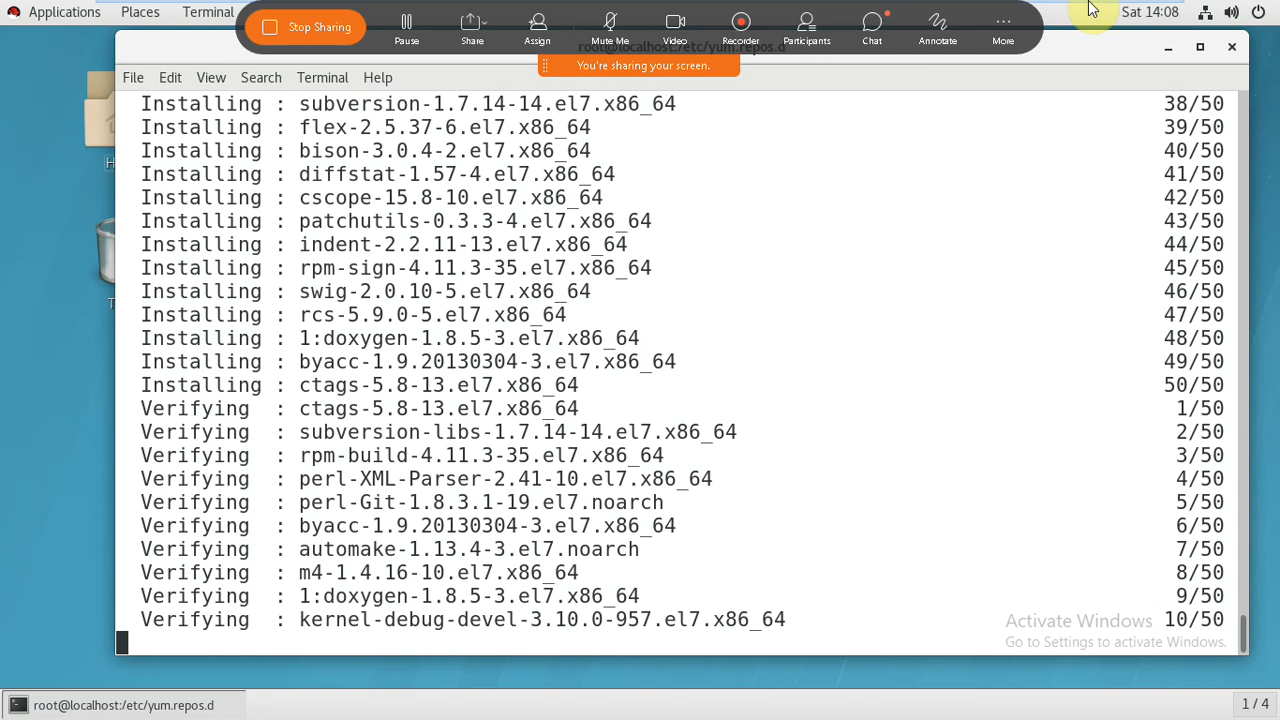 Applications Places Terminal
Stop Sharing
Pause Share Assign Mute Me Video Recorder Participants Chat Annotate More
Sat 14:08
root@localhost:/etc/yum.repos.d
You're sharing your screen.
File Edit View Search Terminal Help
Installing : subversion-1.7.14-14.el7.x86_64 38/50
Installing : flex-2.5.37-6.el7.x86_64 39/50
Installing : bison-3.0.4-2.el7.x86_64 40/50
Installing : diffstat-1.57-4.el7.x86_64 41/50
Installing : cscope-15.8-10.el7.x86_64 42/50
Installing : patchutils-0.3.3-4.el7.x86_64 43/50
Installing : indent-2.2.11-13.el7.x86_64 44/50
Installing : rpm-sign-4.11.3-35.el7.x86_64 45/50
Installing : swig-2.0.10-5.el7.x86_64 46/50
Installing : rcs-5.9.0-5.el7.x86_64 47/50
Installing : 1:doxygen-1.8.5-3.el7.x86_64 48/50
Installing : byacc-1.9.20130304-3.el7.x86_64 49/50
Installing : ctags-5.8-13.el7.x86_64 50/50
Verifying : ctags-5.8-13.el7.x86_64 1/50
Verifying : subversion-libs-1.7.14-14.el7.x86_64 2/50
Verifying : rpm-build-4.11.3-35.el7.x86_64 3/50
Verifying : perl-XML-Parser-2.41-10.el7.x86_64 4/50
Verifying : perl-Git-1.8.3.1-19.el7.noarch 5/50
Verifying : byacc-1.9.20130304-3.el7.x86_64 6/50
Verifying : automake-1.13.4-3.el7.noarch 7/50
Verifying : m4-1.4.16-10.el7.x86_64 8/50
Verifying : 1:doxygen-1.8.5-3.el7.x86_64 9/50
Verifying : kernel-debug-devel-3.10.0-957.el7.x86_64 10/50
Activate Windows
Go to Settings to activate Windows.
root@localhost:/etc/yum.repos.d
1 / 4